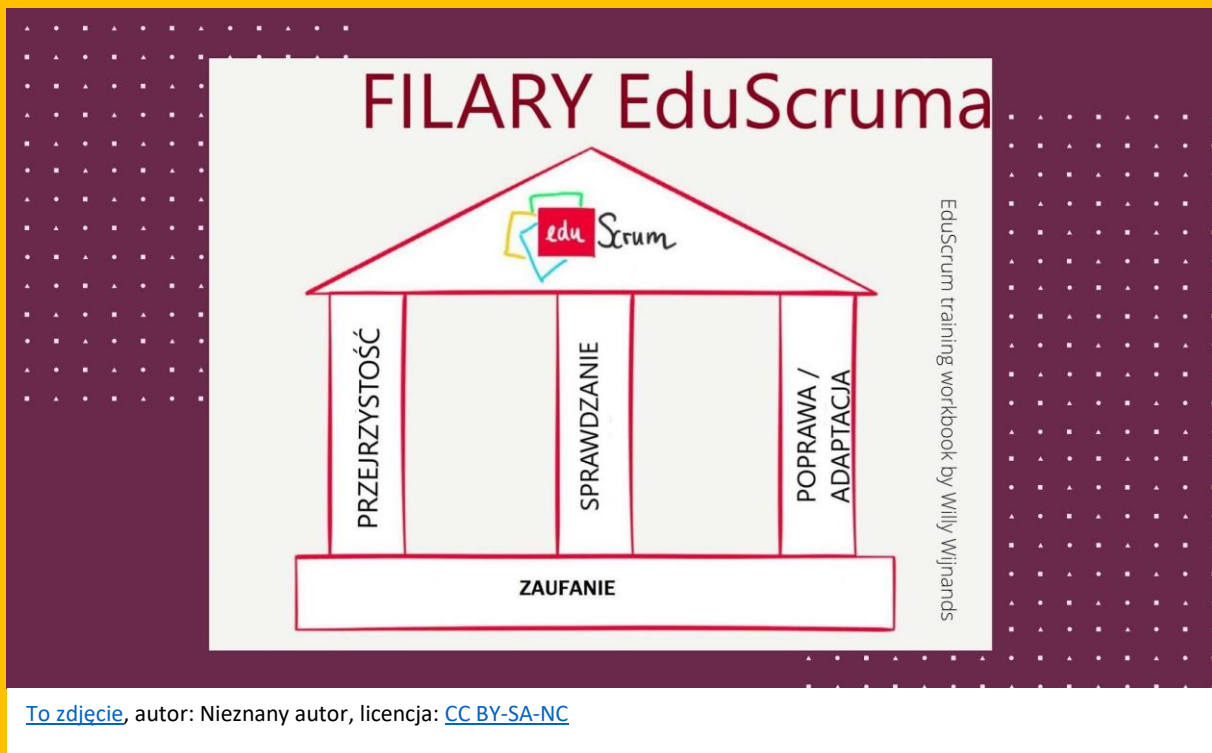 FILARY EduScruma
edu Scrum
PRZEJRZYSTOŚĆ
SPRAWDZANIE
POPRAWA /
ADAPTACJA
ZAUFANIE
EduScrum training workbook by Willy Wijnands
To zdjęcie, autor: Nieznany autor, licencja: CC BY-SA-NC